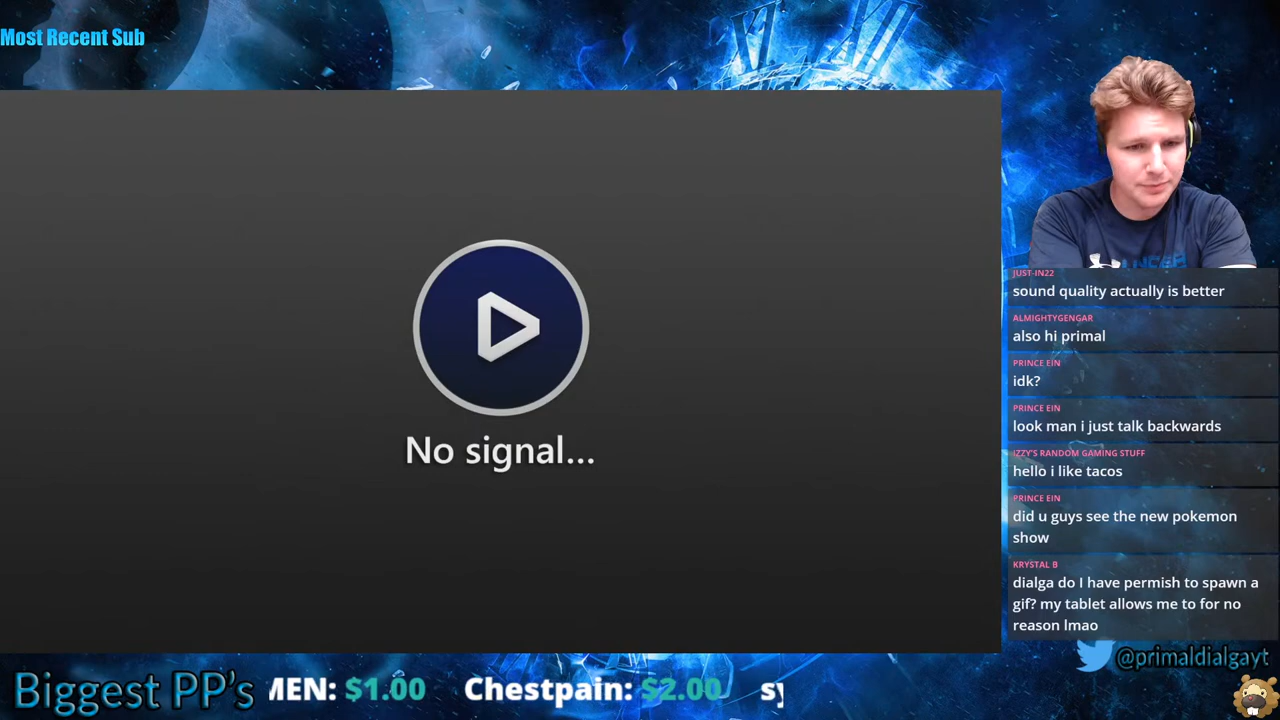 Most Recent Sub
No signal...
JUST-IN22
sound quality actually is better
ALMIGHTYGENGAR
also hi primal
PRINCE EIN
idk?
PRINCE EIN
look man i just talk backwards
IZZY'S RANDOM GAMING STUFF
hello i like tacos
PRINCE EIN
did u guys see the new pokemon
show
KRYSTAL B
dialga do I have permish to spawn a
gif? my tablet allows me to for no
reason lmao
@primaldialgayt
Biggest PP's MEN: $1.00 Chestpain: $2.00 sy